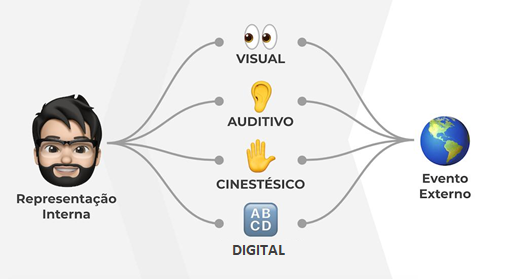 VISUAL
AUDITIVO
CINESTÉSICO
AB
CD
DIGITAL
Representação
Interna
Evento
Externo